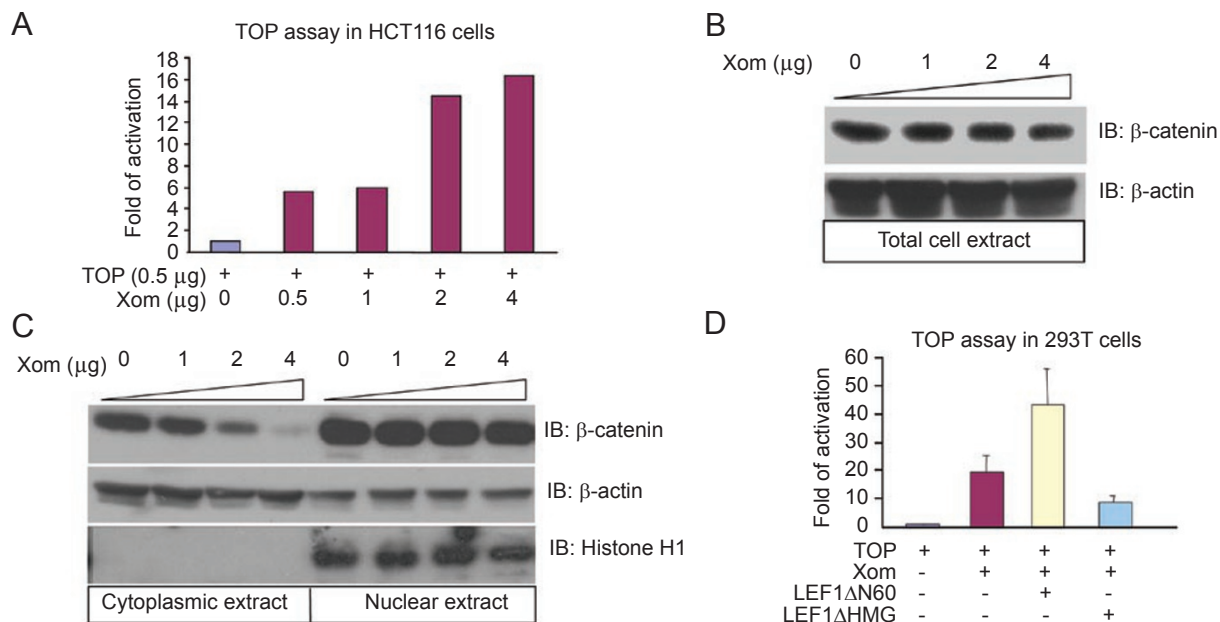 A
TOP assay in HCT116 cells
Fold of activation
18
16
14
12
10
8
6
4
2
0
TOP (0.5 μg) + + + + +
Xom (μg) 0 0.5 1 2 4
B
Xom (μg) 0 1 2 4
IB: β-catenin
IB: β-actin
Total cell extract
C
Xom (μg) 0 1 2 4 0 1 2 4
IB: β-catenin
IB: β-actin
IB: Histone H1
Cytoplasmic extract Nuclear extract
D
TOP assay in 293T cells
Fold of activation
60
50
40
30
20
10
0
TOP + + + +
Xom - + + +
LEF1ΔN60 - - + -
LEF1ΔHMG - - - +